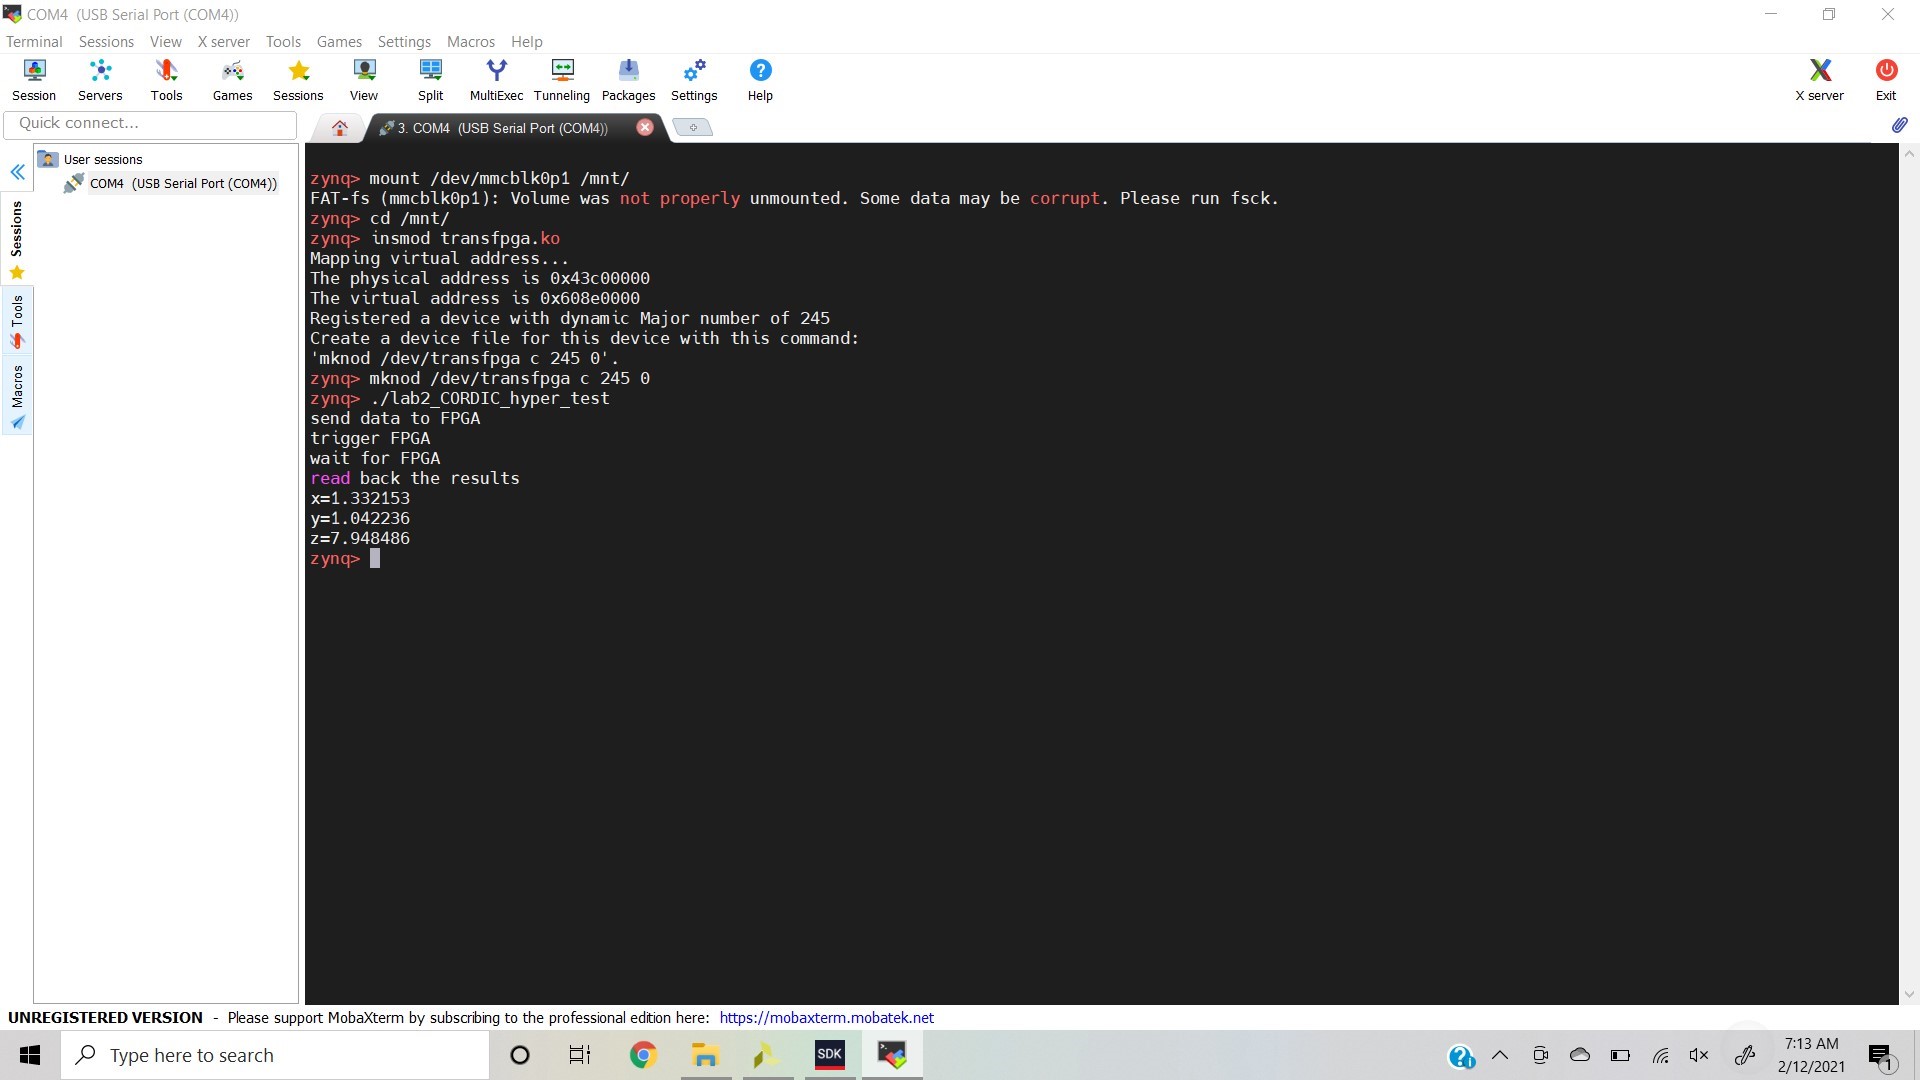 COM4  (USB Serial Port (COM4))
Terminal Sessions View X server Tools Games Settings Macros Help
Session Servers Tools Games Sessions View Split MultiExec Tunneling Packages Settings Help X server Exit
Quick connect...
3. COM4  (USB Serial Port (COM4))
User sessions
COM4  (USB Serial Port (COM4))
Sessions
Tools
Macros
zynq> mount /dev/mmcblk0p1 /mnt/
FAT-fs (mmcblk0p1): Volume was not properly unmounted. Some data may be corrupt. Please run fsck.
zynq> cd /mnt/
zynq> insmod transfpga.ko
Mapping virtual address...
The physical address is 0x43c00000
The virtual address is 0x608e0000
Registered a device with dynamic Major number of 245
Create a device file for this device with this command:
'mknod /dev/transfpga c 245 0'.
zynq> mknod /dev/transfpga c 245 0
zynq> ./lab2_CORDIC_hyper_test
send data to FPGA
trigger FPGA
wait for FPGA
read back the results
x=1.332153
y=1.042236
z=7.948486
zynq>
UNREGISTERED VERSION  -  Please support MobaXterm by subscribing to the professional edition here:  https://mobaxterm.mobatek.net
Type here to search
SDK
7:13 AM
2/12/2021
1